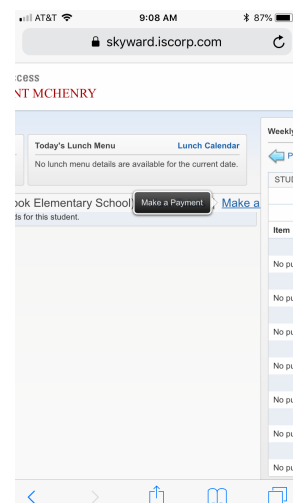 AT&T 9:08 AM 87%
skyward.iscorp.com
cess
NT MCHENRY
Today's Lunch Menu Lunch Calendar
No lunch menu details are available for the current date.
ook Elementary School) Make a Payment Make a
ds for this student.
Weekly
P
STUD
Item
No pu
No pu
No pu
No pu
No pu
No pu
No pu